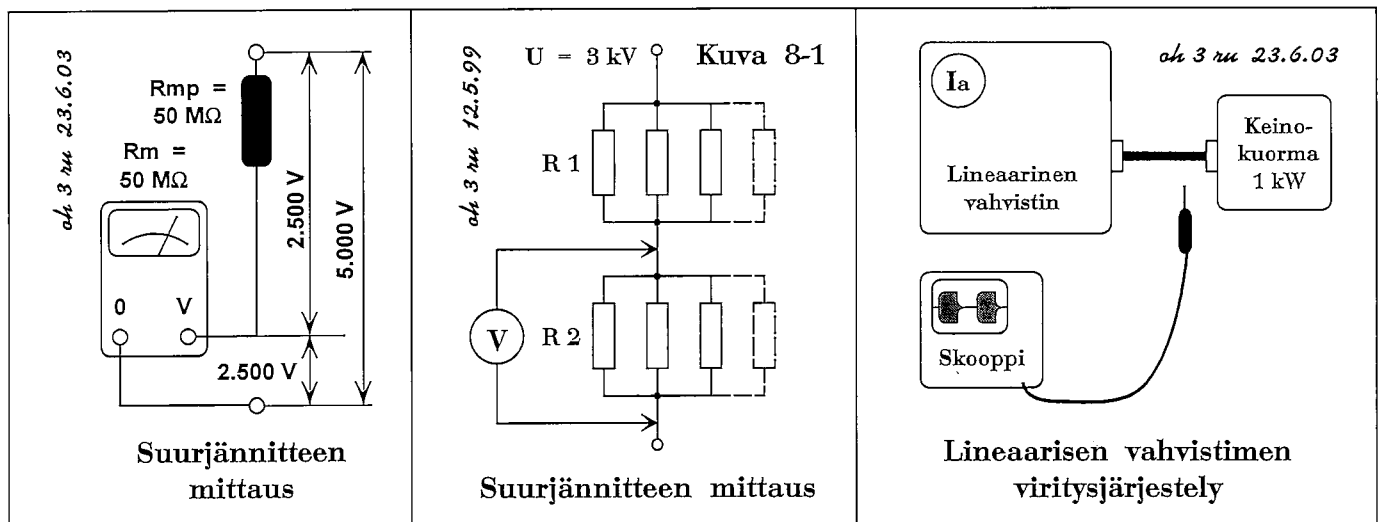 oh 3 ru 23.6.03
Rmp =
50 MΩ
Rm =
50 MΩ
0 V
2.500 V
5.000 V
2.500 V
Suurjännitteen
mittaus
oh 3 ru 12.5.99
U = 3 kV
Kuva 8-1
R 1
V
R 2
Suurjännitteen mittaus
oh 3 ru 23.6.03
Ia
Lineaarinen
vahvistin
Keino-
kuorma
1 kW
Skooppi
Lineaarisen vahvistimen
viritysjärjestely